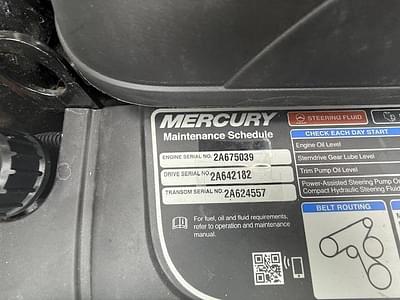 MERCURY
Maintenance Schedule
ENGINE SERIAL NO. 2A675039
DRIVE SERIAL NO. 2A642182
TRANSOM SERIAL NO. 2A624557
For fuel, oil and fluid requirements,
refer to operation and maintenance
manual.
STEERING FLUID
CHECK EACH DAY START
Engine Oil Level
Sterndrive Gear Lube Level
Trim Pump Oil Level
Power-Assisted Steering Pump O
Compact Hydraulic Steering Fluid
BELT ROUTING